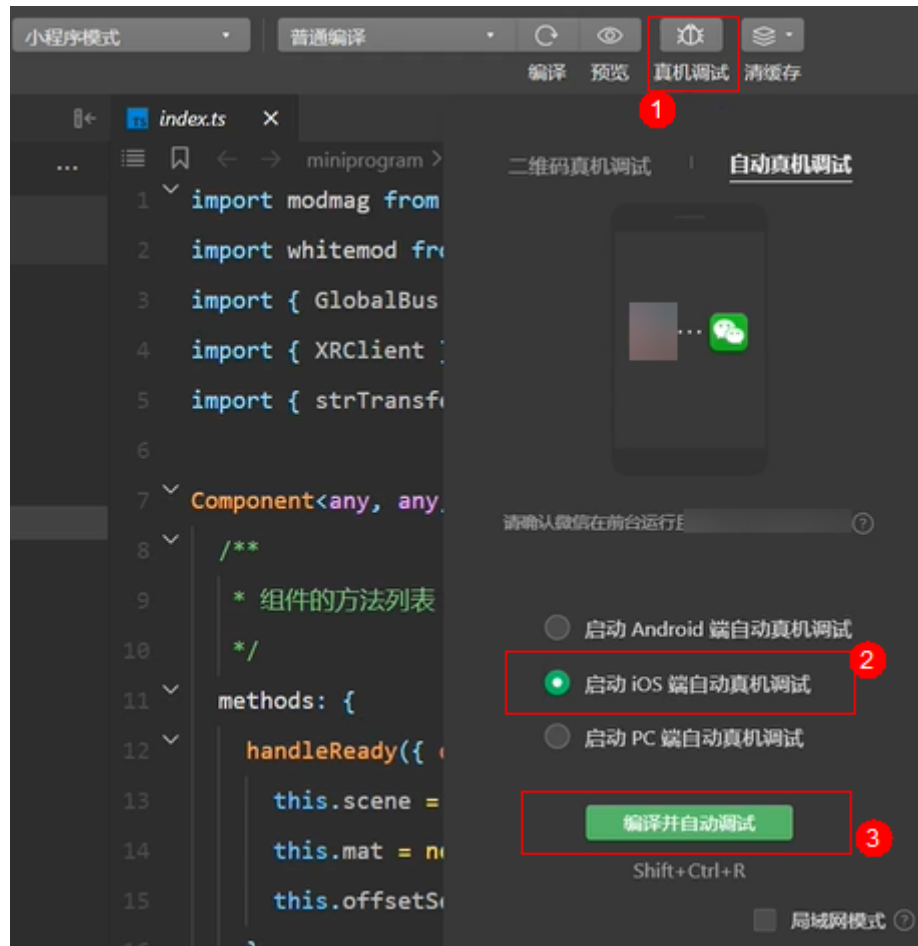 小程序模式
普通编译
编译 预览 真机调试 清缓存
1
TS index.ts
... miniprogram >
二维码真机调试 自动真机调试
1 import modmag from
2 import whitemod fro
3 import { GlobalBus
4 import { XRClient }
5 import { strTransfe
6
7 Component<any, any,
8 /**
9 * 组件的方法列表
10 */
11 methods: {
12 handleReady({
13 this.scene =
14 this.mat = ne
15 this.offsetSc
请确认微信在前台运行且
启动 Android 端自动真机调试
2
启动 iOS 端自动真机调试
启动 PC 端自动真机调试
编译并自动调试
3
Shift+Ctrl+R
局域网模式